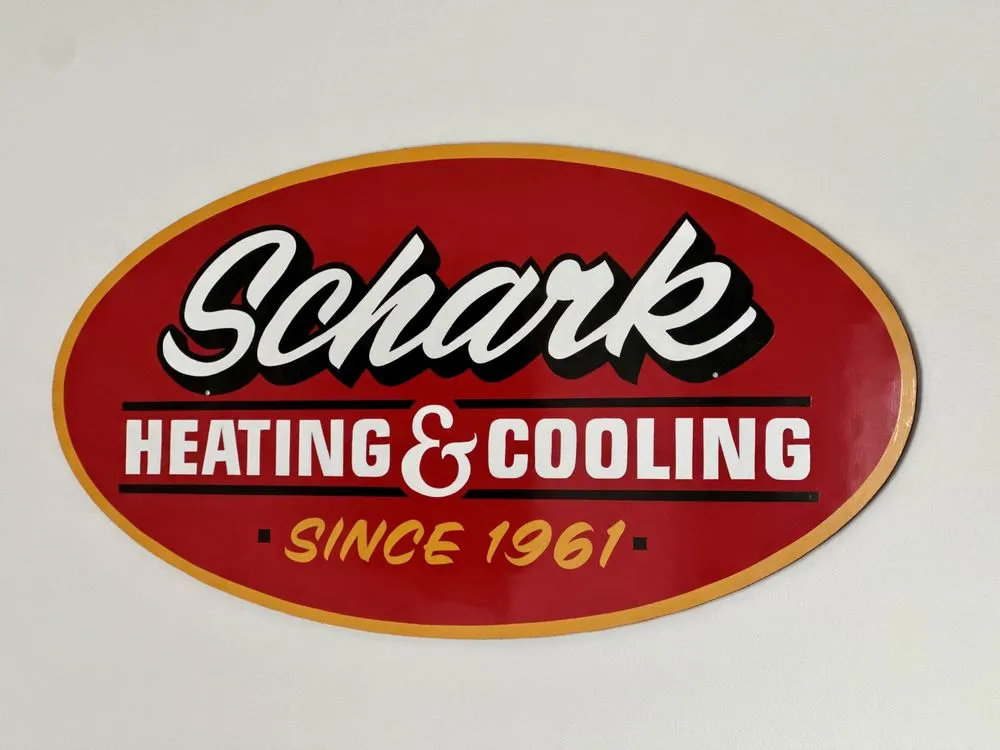 Schark
HEATING & COOLING
SINCE 1961